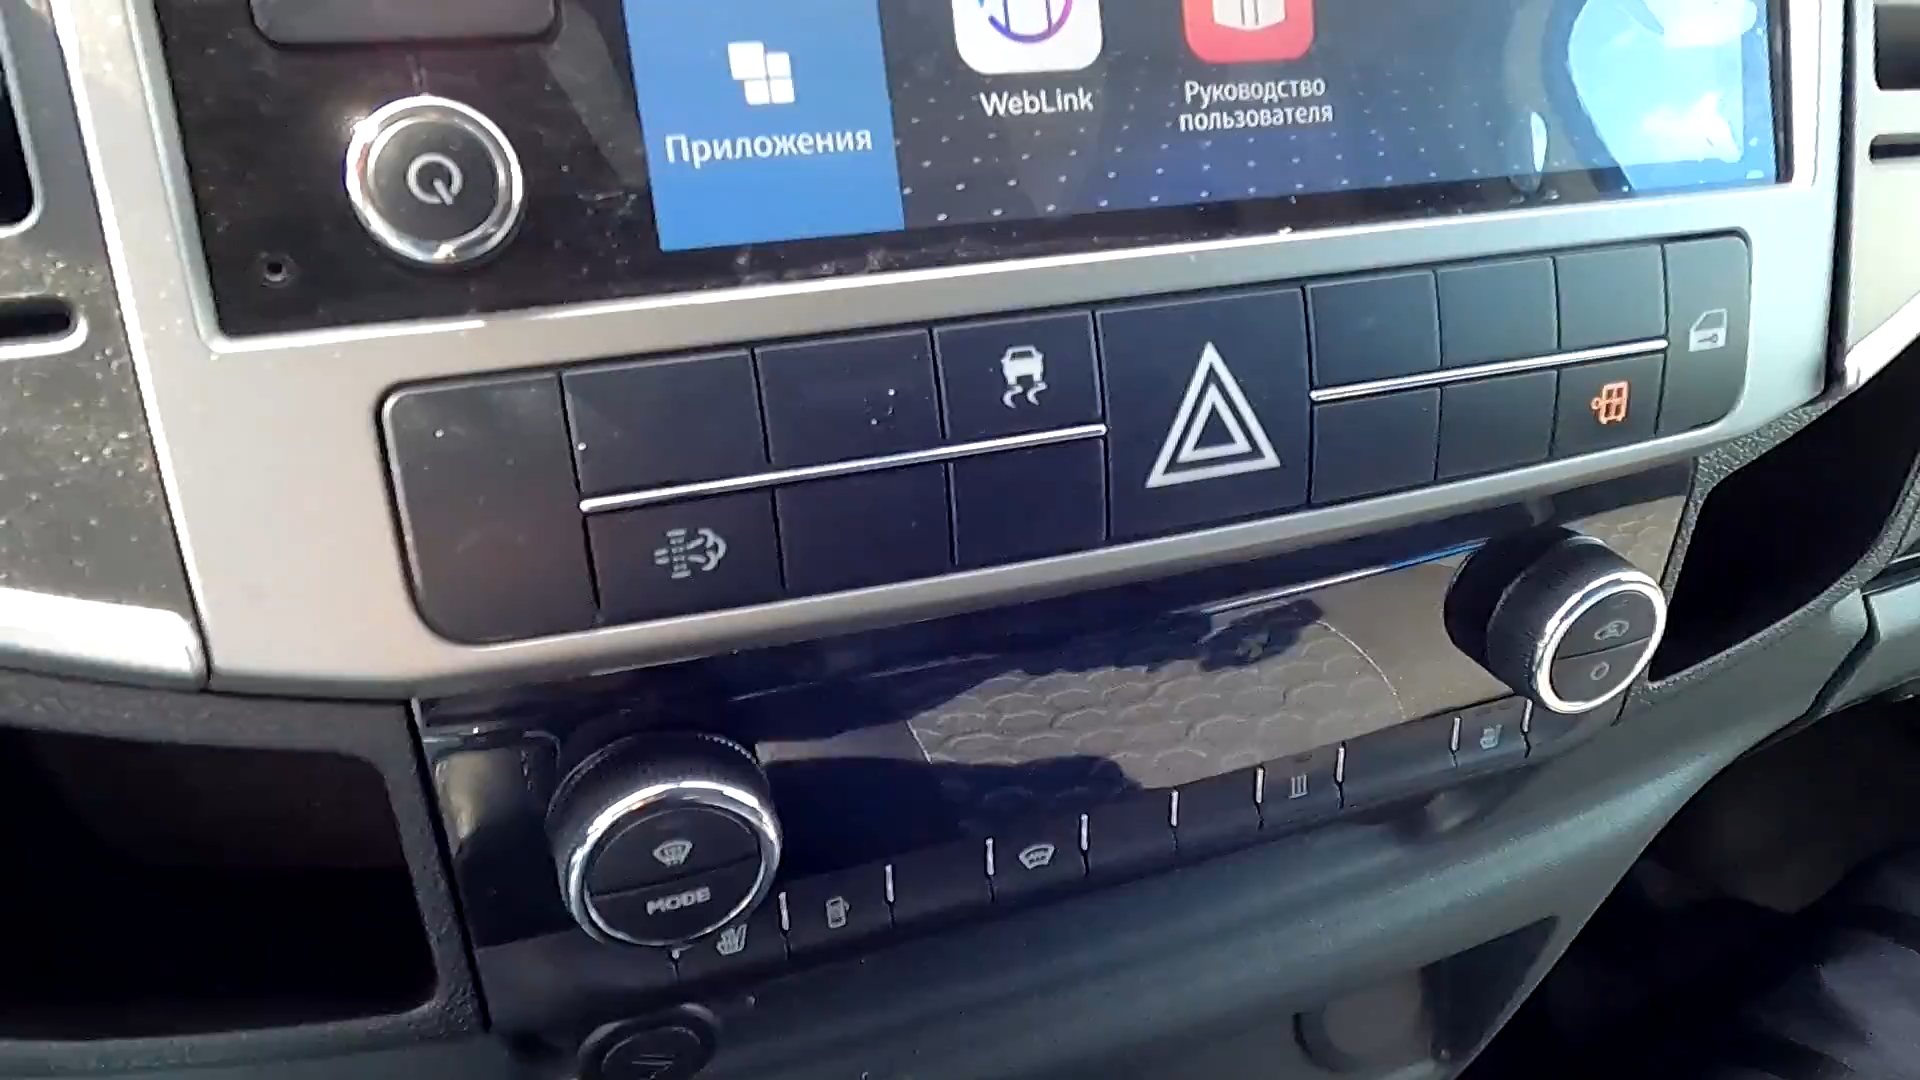 Приложения
WebLink
Руководство
пользователя
MODE